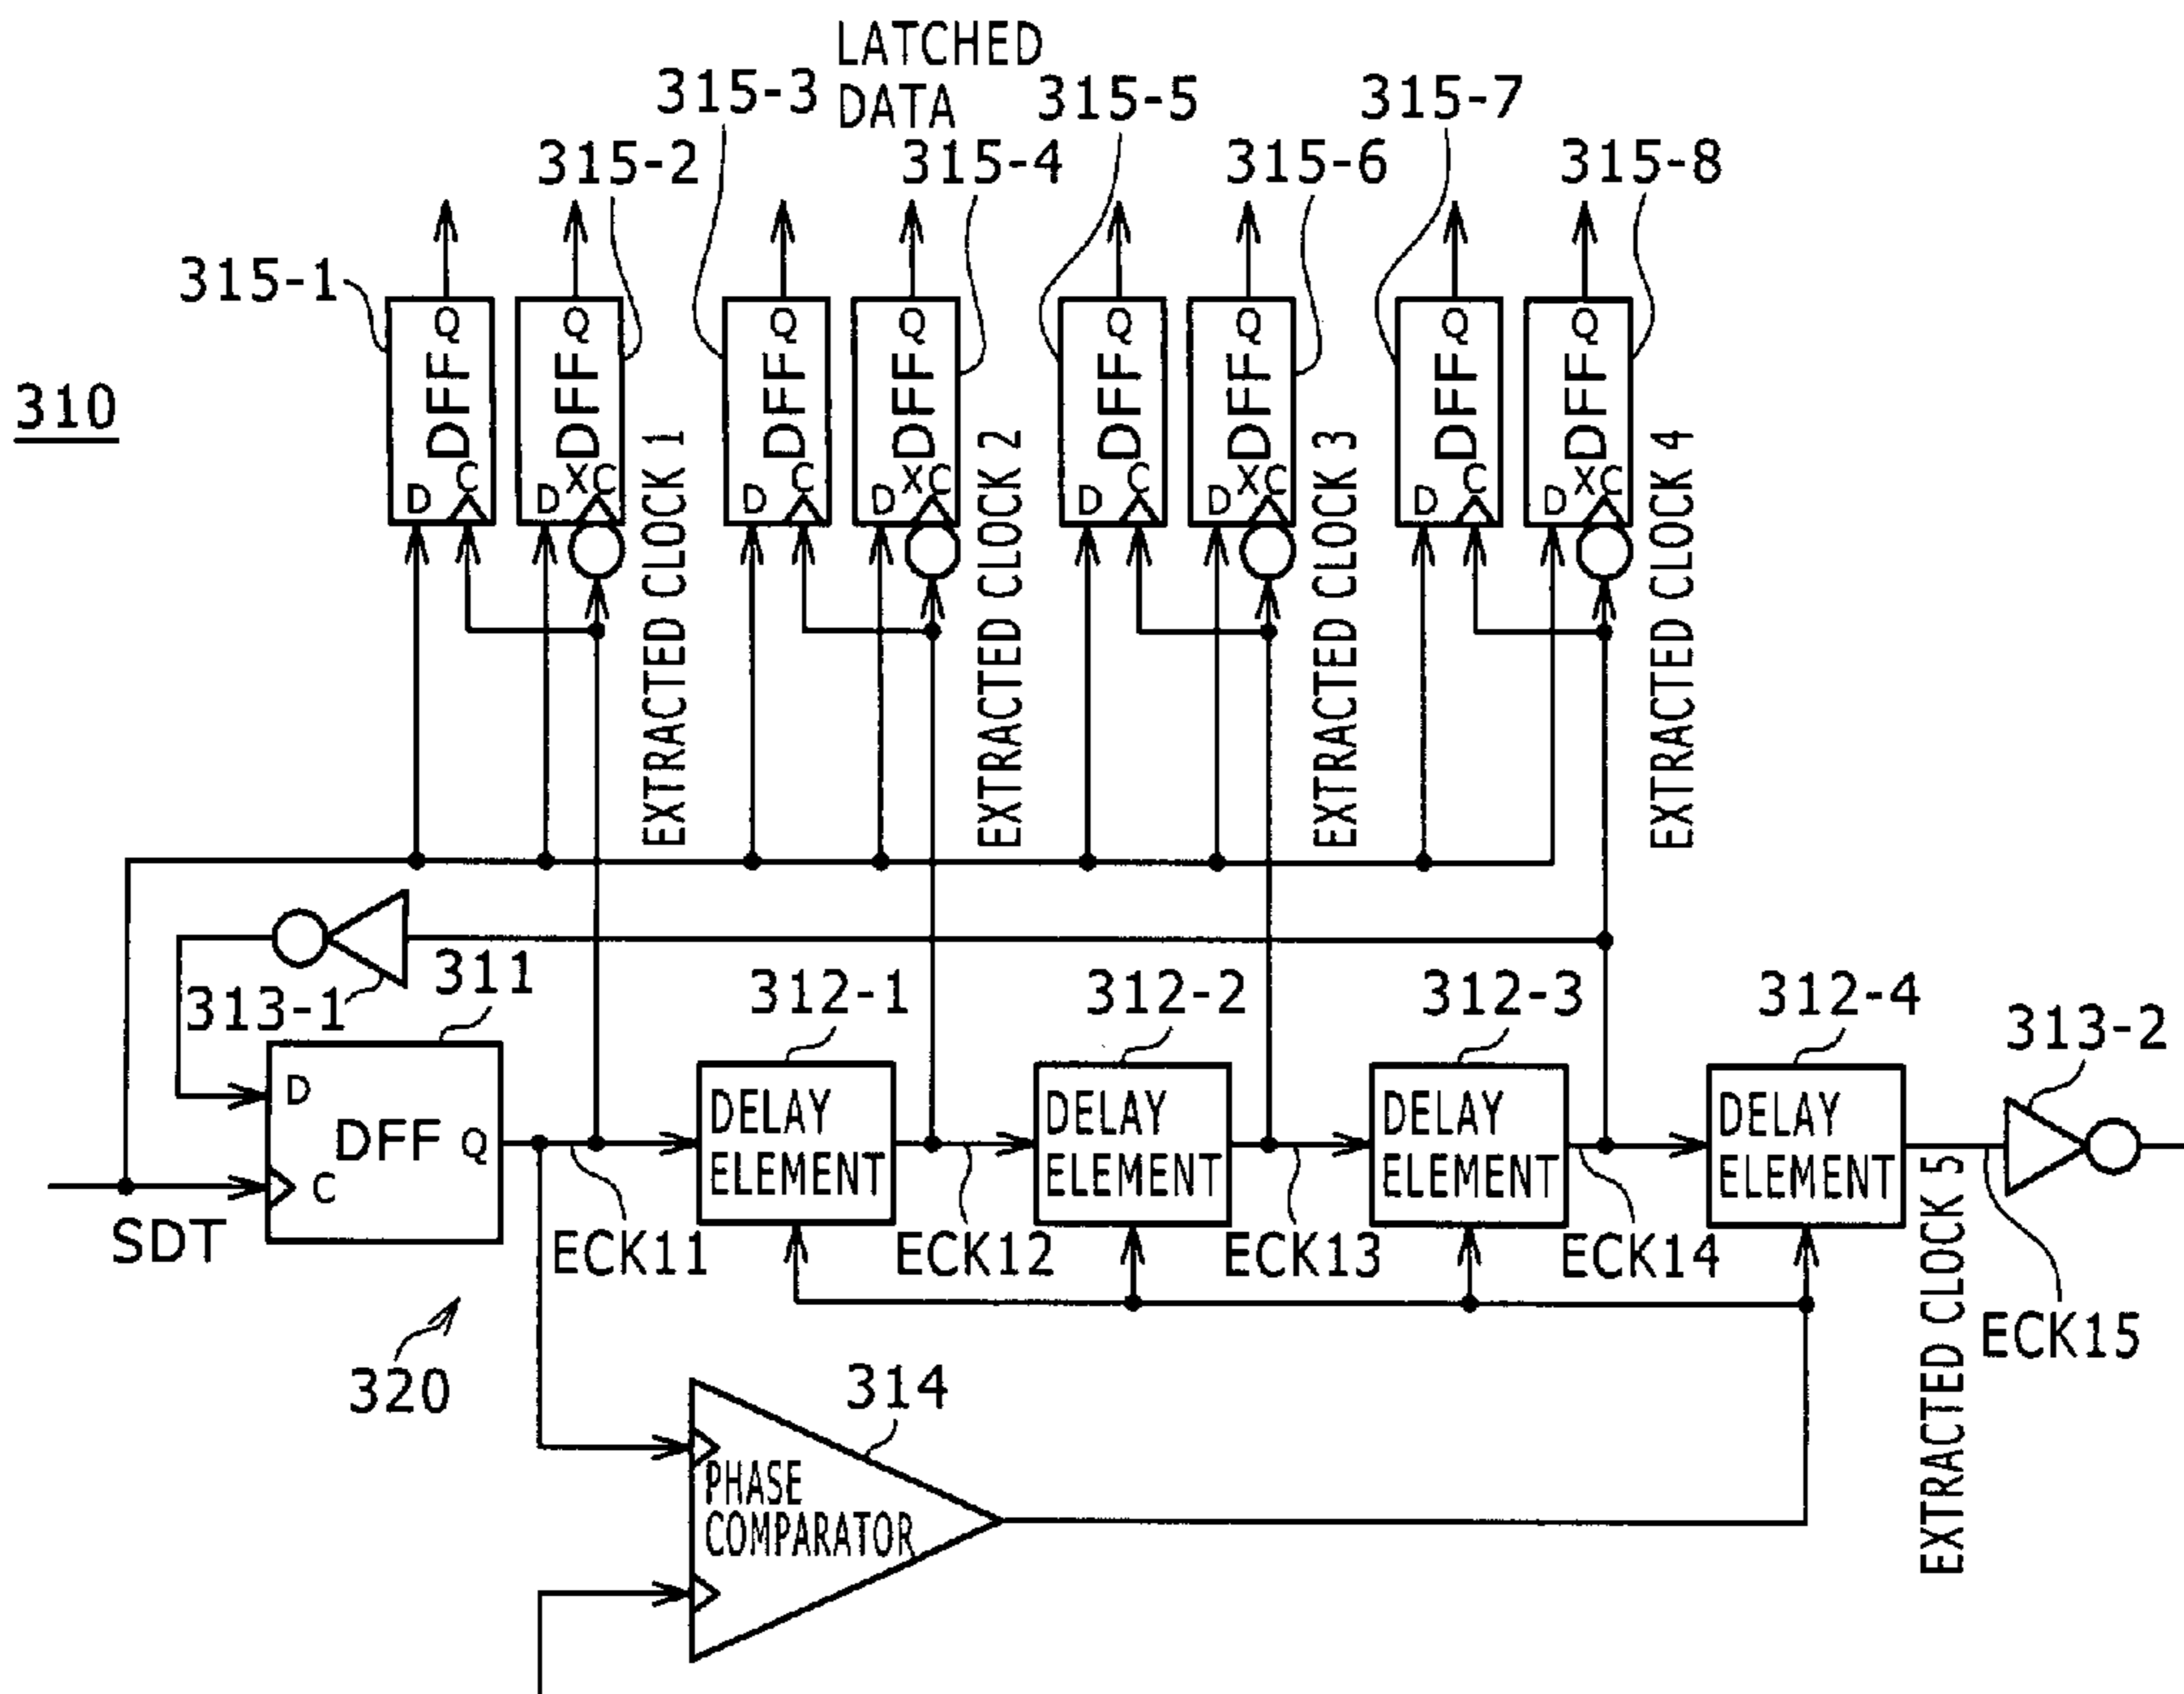 LATCHED
DATA
315-3
315-5
315-7
315-2
315-4
315-6
315-8
315-1
Q
DFF
D
C
Q
DFF
D
XC
EXTRACTED CLOCK 1
Q
DFF
D
C
Q
DFF
D
XC
EXTRACTED CLOCK 2
Q
DFF
D
C
Q
DFF
D
XC
EXTRACTED CLOCK 3
Q
DFF
D
C
Q
DFF
D
XC
EXTRACTED CLOCK 4
310
313-1
311
312-1
312-2
312-3
312-4
313-2
D
DFF
Q
C
DELAY
ELEMENT
DELAY
ELEMENT
DELAY
ELEMENT
DELAY
ELEMENT
SDT
ECK11
ECK12
ECK13
ECK14
EXTRACTED CLOCK 5
ECK15
320
314
PHASE
COMPARATOR